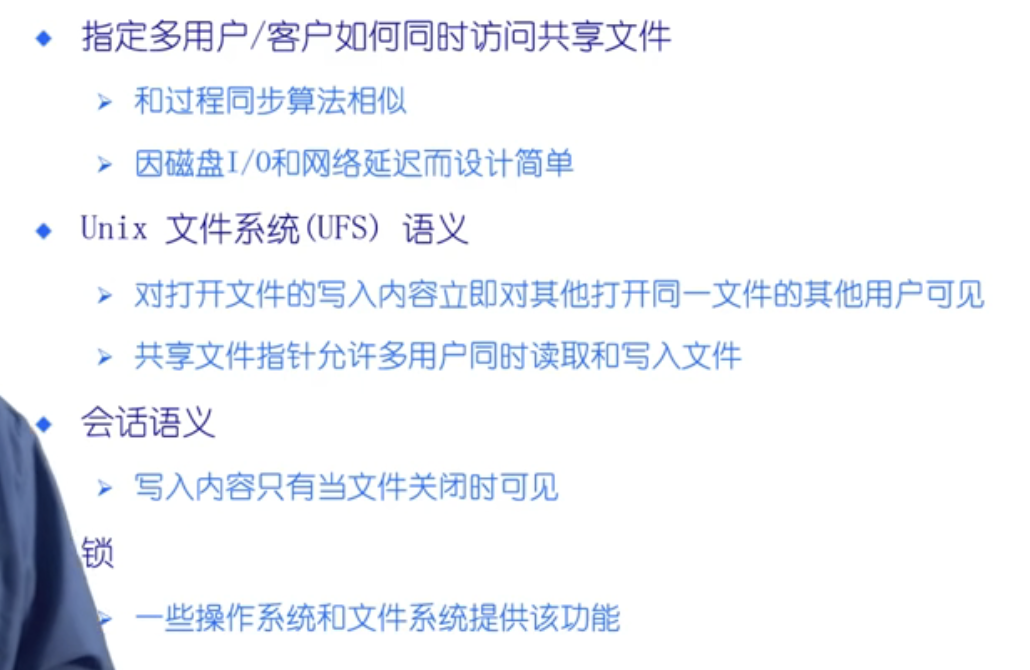 指定多用户/客户如何同时访问共享文件
和过程同步算法相似
因磁盘I/O和网络延迟而设计简单
Unix 文件系统(UFS) 语义
对打开文件的写入内容立即对其他打开同一文件的其他用户可见
共享文件指针允许多用户同时读取和写入文件
会话语义
写入内容只有当文件关闭时可见
锁
一些操作系统和文件系统提供该功能